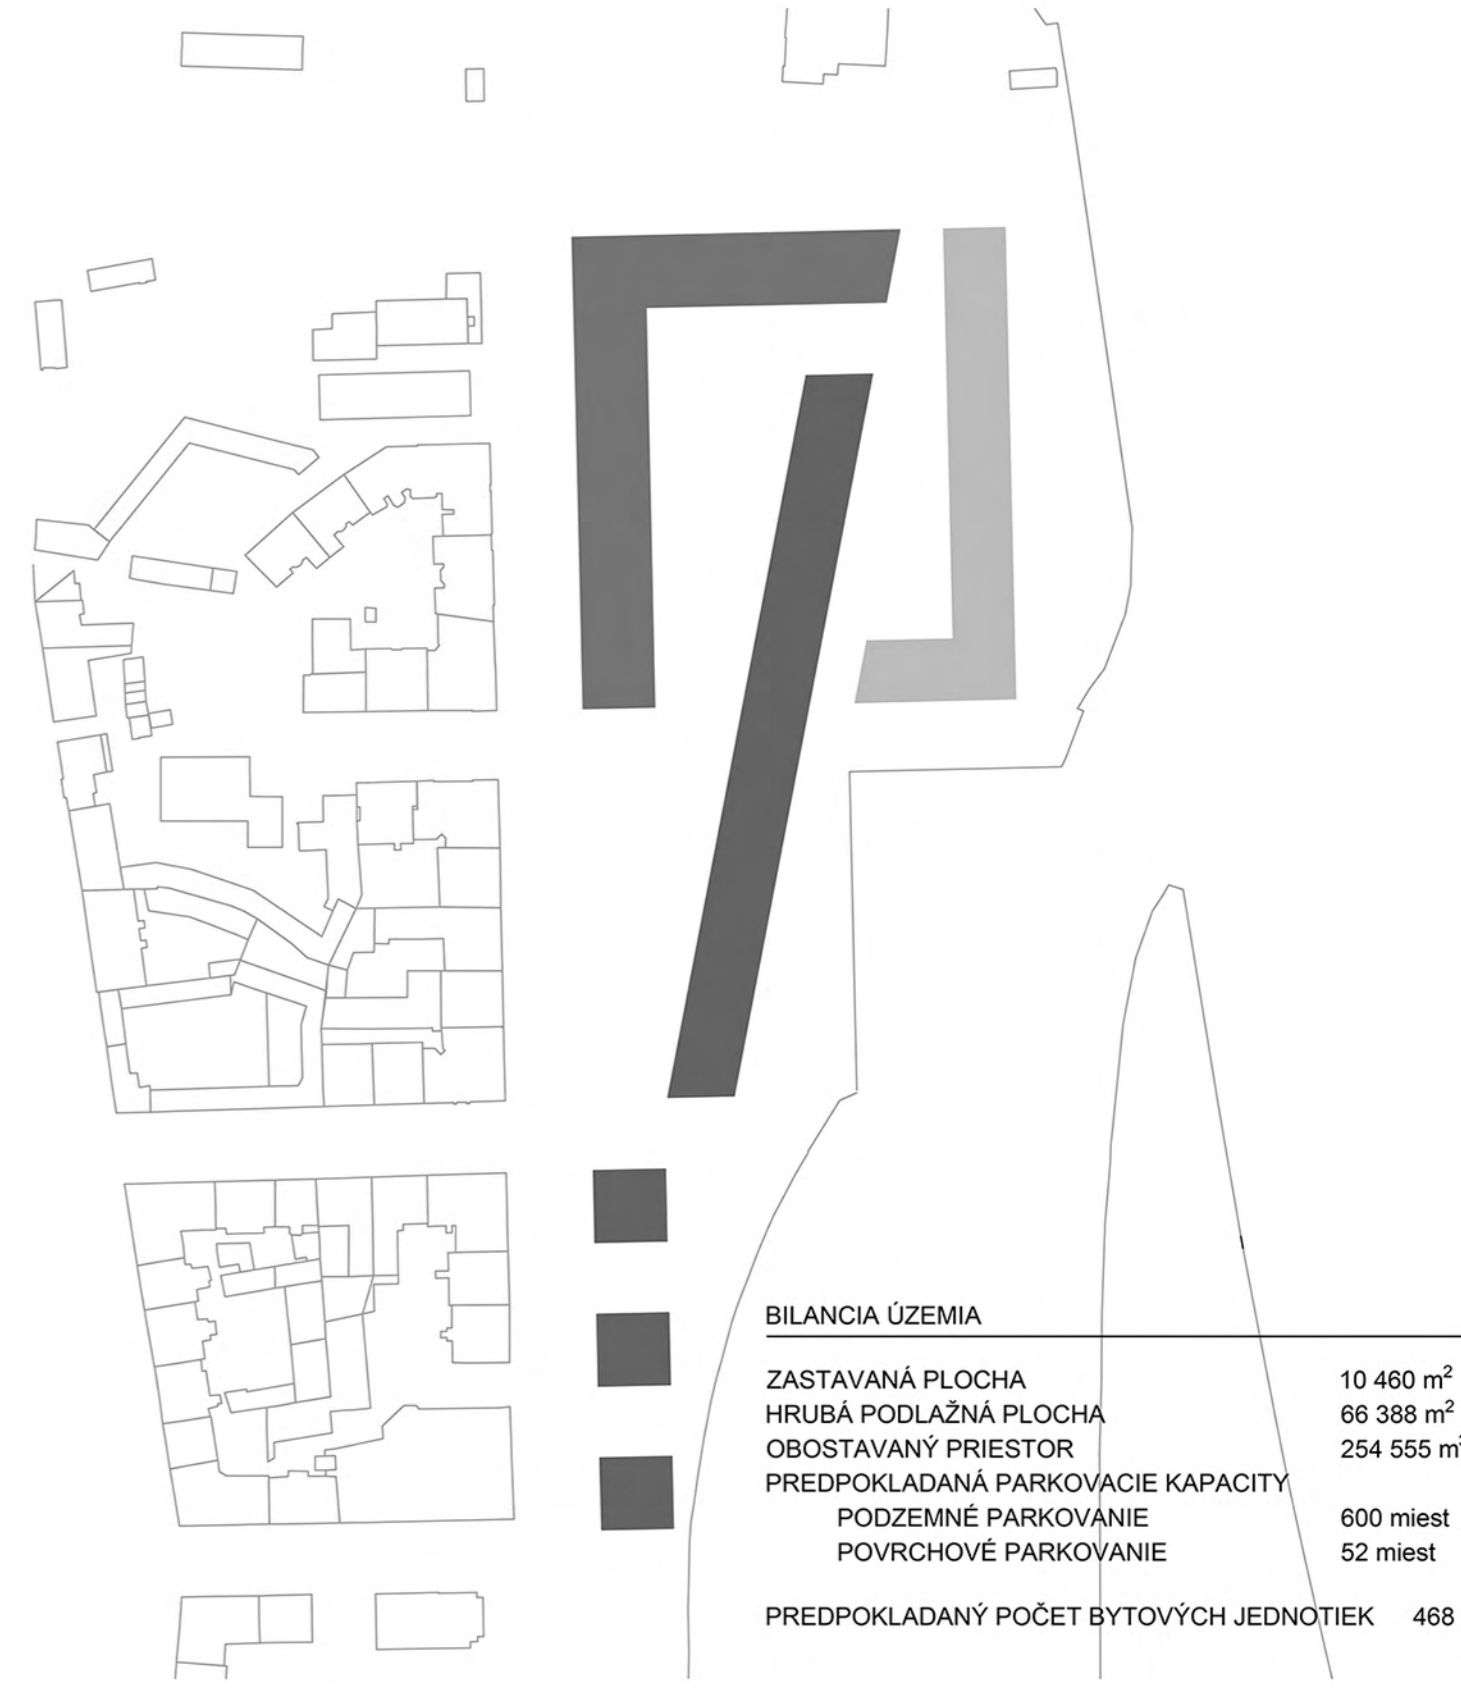 BILANCIA ÚZEMIA
ZASTAVANÁ PLOCHA 10 460 m²
HRUBÁ PODLAŽNÁ PLOCHA 66 388 m²
OBOSTAVANÝ PRIESTOR 254 555 m³
PREDPOKLADANÁ PARKOVACIE KAPACITY
PODZEMNÉ PARKOVANIE 600 miest
POVRCHOVÉ PARKOVANIE 52 miest
PREDPOKLADANÝ POČET BYTOVÝCH JEDNOTIEK 468